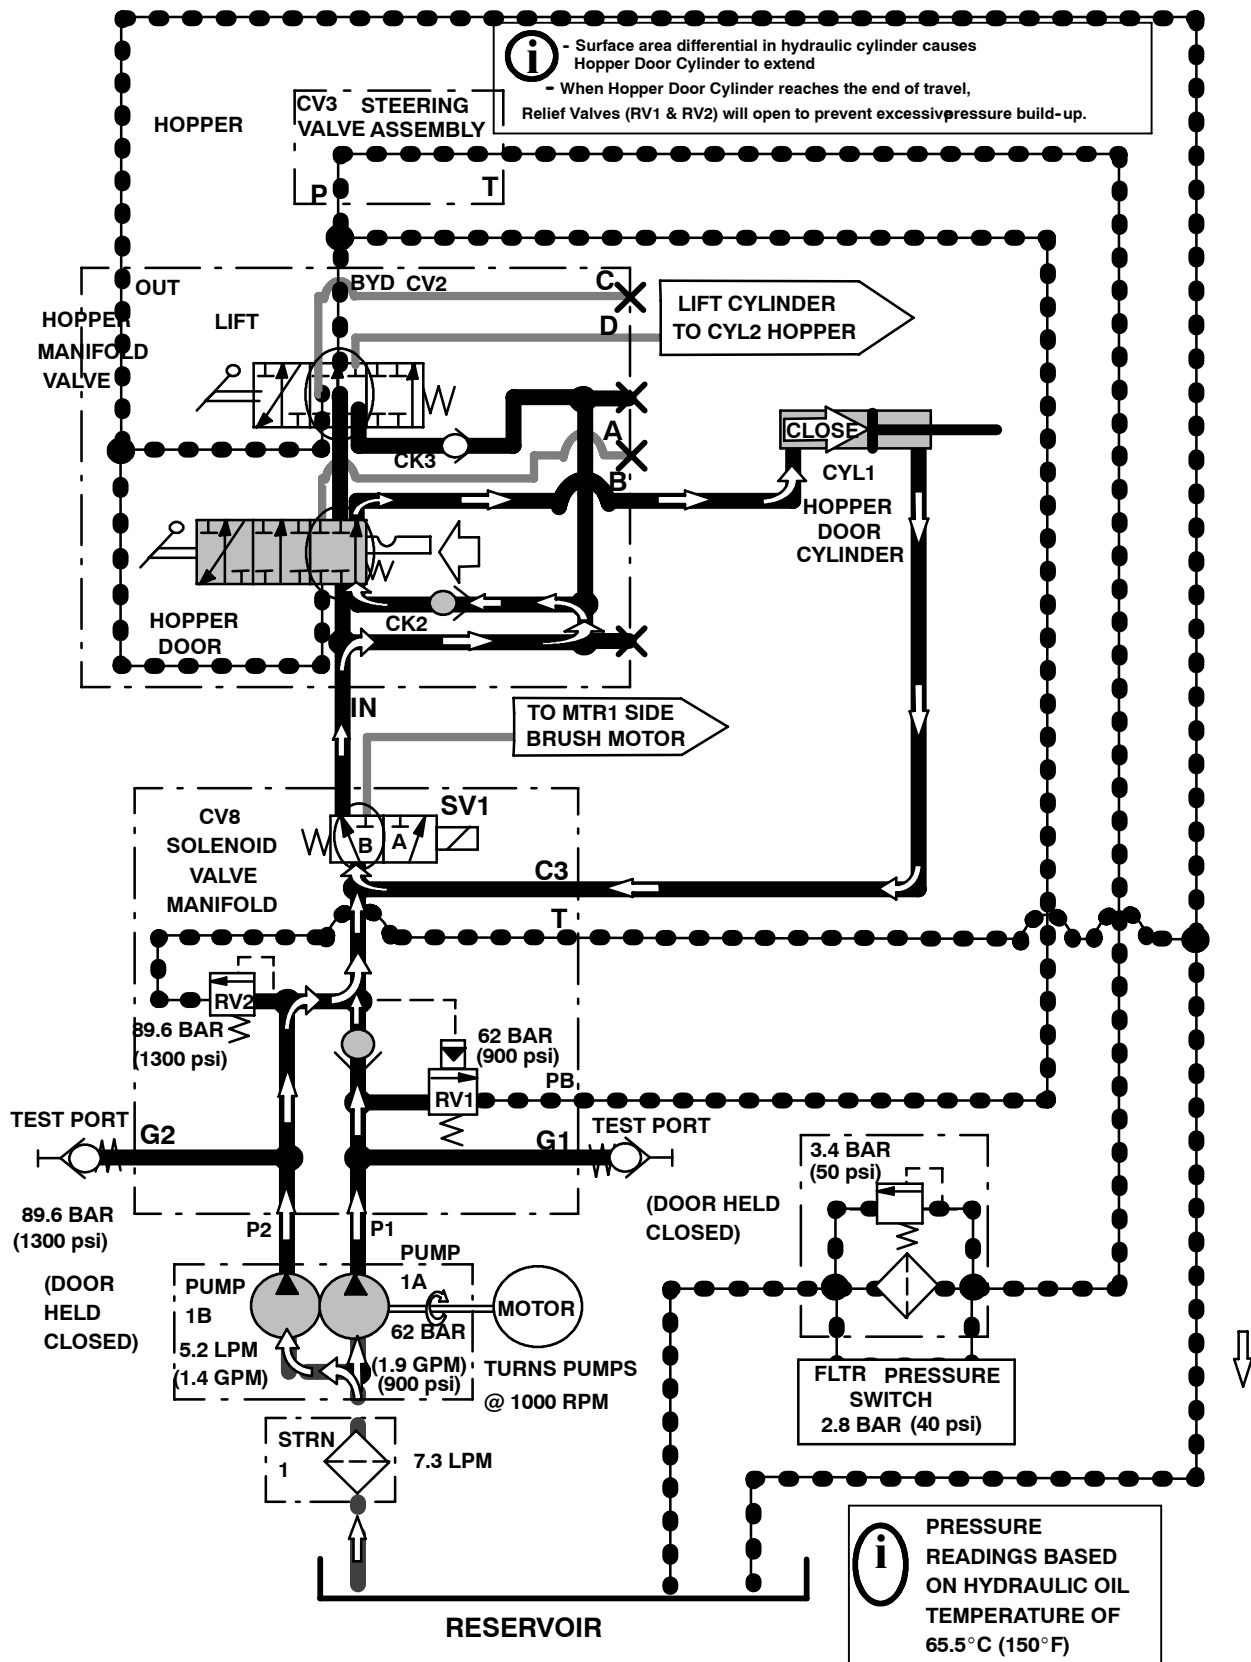 i
- Surface area differential in hydraulic cylinder causes
Hopper Door Cylinder to extend
- When Hopper Door Cylinder reaches the end of travel,
Relief Valves (RV1 & RV2) will open to prevent excessive pressure build-up.
HOPPER
CV3 STEERING
VALVE ASSEMBLY
P
T
OUT
BYD CV2
C
HOPPER
MANIFOLD
VALVE
LIFT
D
LIFT CYLINDER
TO CYL2 HOPPER
CLOSE
A
CK3
B
CYL1
HOPPER
DOOR
CYLINDER
HOPPER
DOOR
CK2
IN
TO MTR1 SIDE
BRUSH MOTOR
CV8
SOLENOID
VALVE
MANIFOLD
SV1
B
A
C3
T
RV2
89.6 BAR
(1300 psi)
62 BAR
(900 psi)
RV1
PB
TEST PORT
G2
G1
TEST PORT
89.6 BAR
(1300 psi)
P2
P1
(DOOR HELD
CLOSED)
3.4 BAR
(50 psi)
(DOOR
HELD
CLOSED)
PUMP
1B
PUMP
1A
MOTOR
62 BAR
5.2 LPM
(1.4 GPM)
(1.9 GPM)
(900 psi)
TURNS PUMPS
@ 1000 RPM
FLTR PRESSURE
SWITCH
2.8 BAR (40 psi)
STRN
1
7.3 LPM
RESERVOIR
i
PRESSURE
READINGS BASED
ON HYDRAULIC OIL
TEMPERATURE OF
65.5°C (150°F)